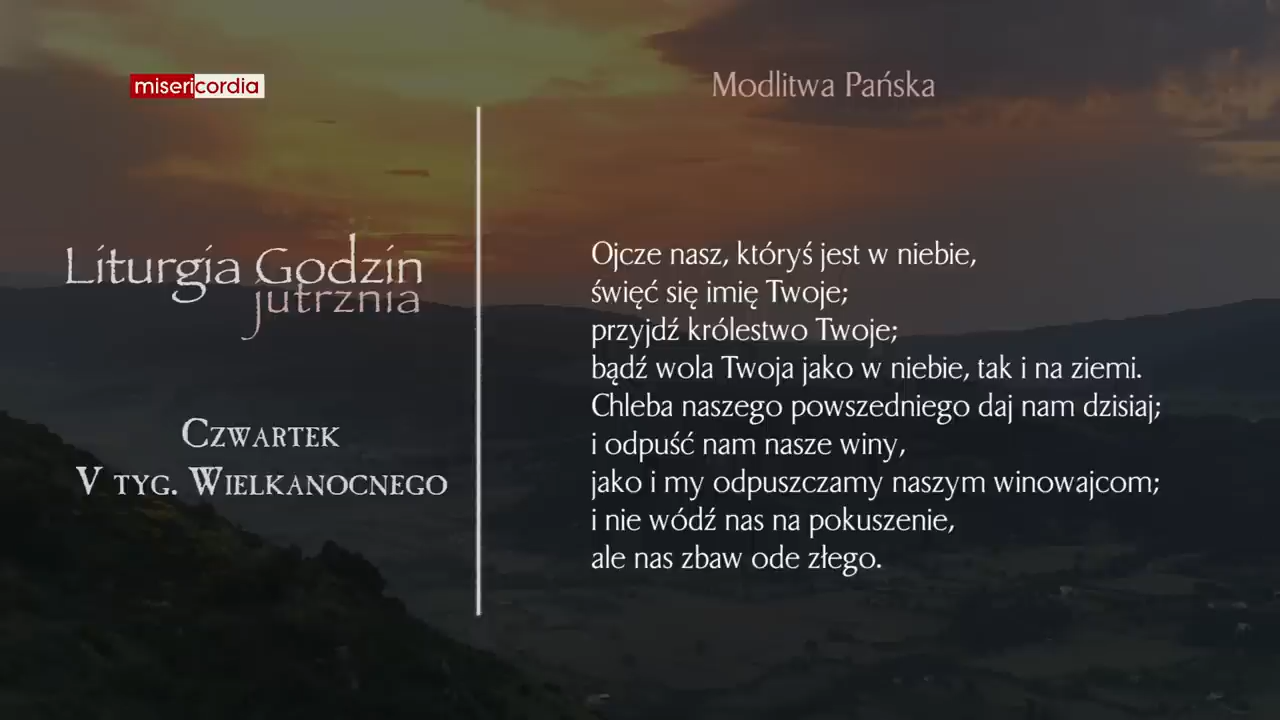 misericordia
Liturgia Godzin
jutrznia
Czwartek
V tyg. Wielkanocnego
Modlitwa Pańska
Ojcze nasz, któryś jest w niebie,
święć się imię Twoje;
przyjdź królestwo Twoje;
bądź wola Twoja jako w niebie, tak i na ziemi.
Chleba naszego powszedniego daj nam dzisiaj;
i odpuść nam nasze winy,
jako i my odpuszczamy naszym winowajcom;
i nie wódź nas na pokuszenie,
ale nas zbaw ode złego.